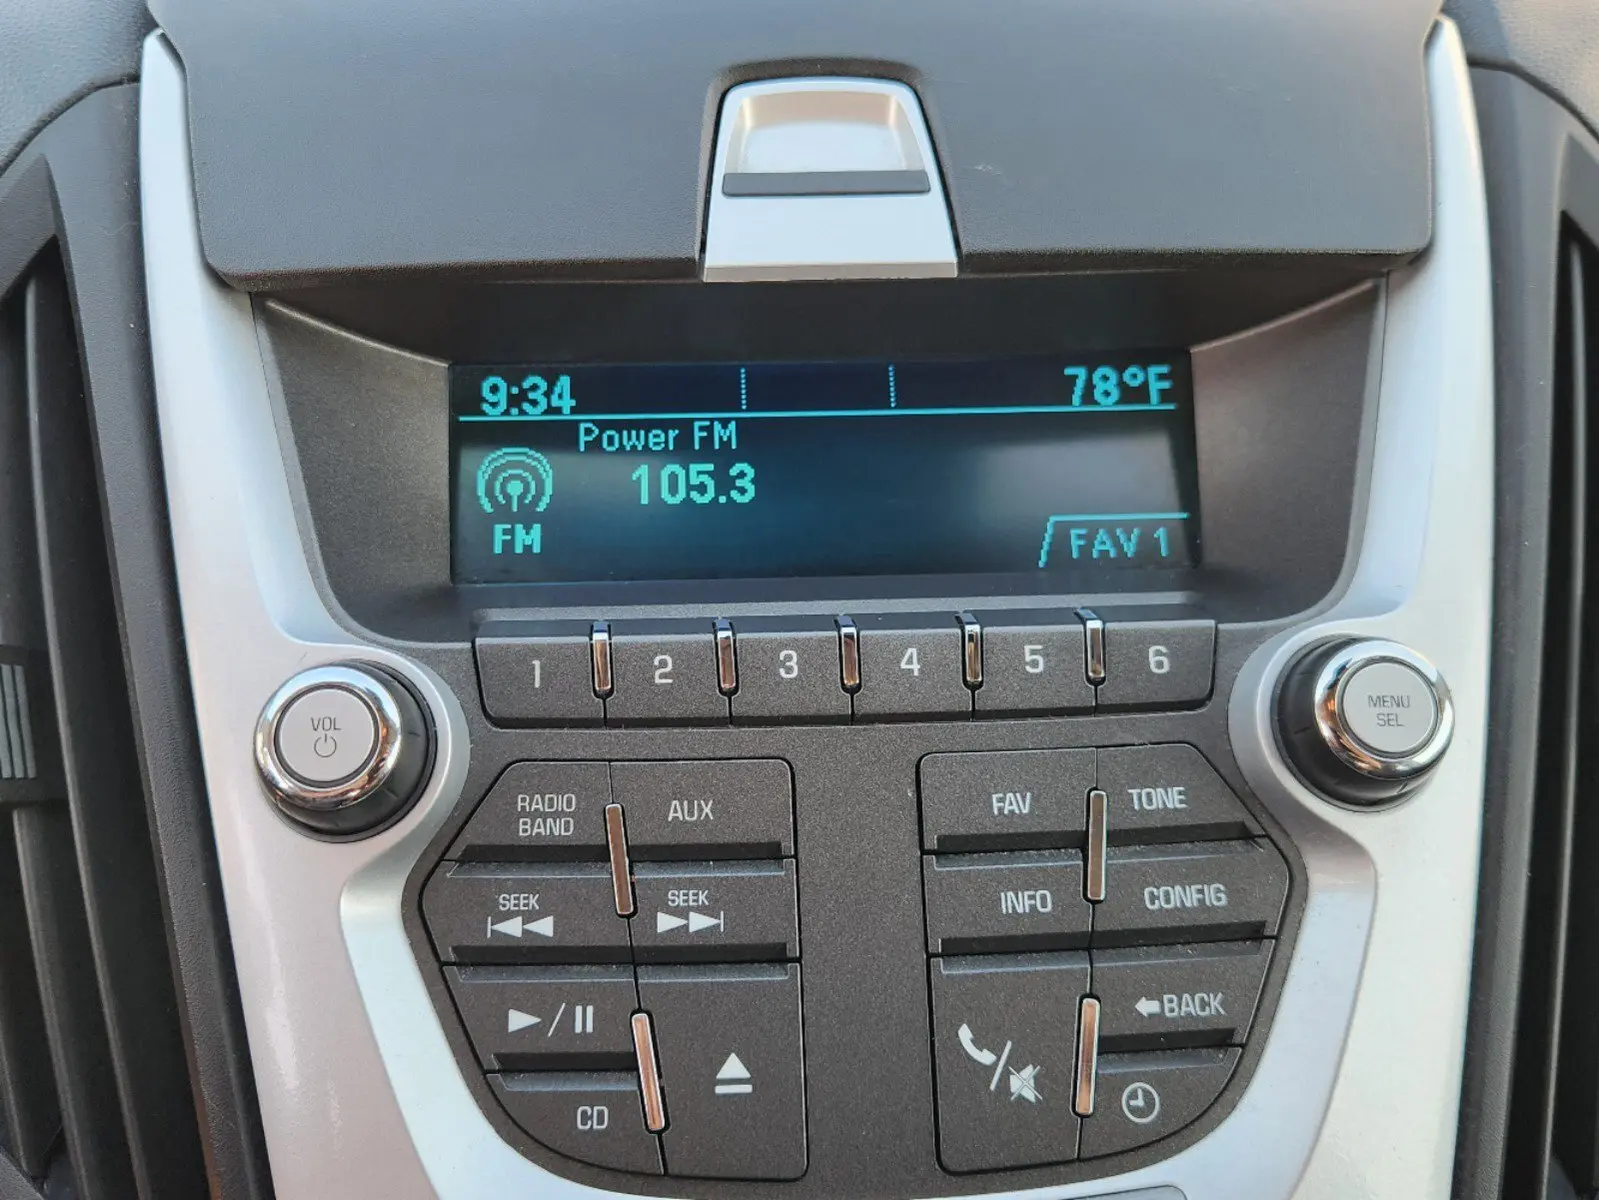 9:34 78°F
Power FM
105.3
FM
FAV 1
1 2 3 4 5 6
VOL
MENU
SEL
RADIO
BAND
AUX
FAV
TONE
SEEK
SEEK
INFO
CONFIG
BACK
CD